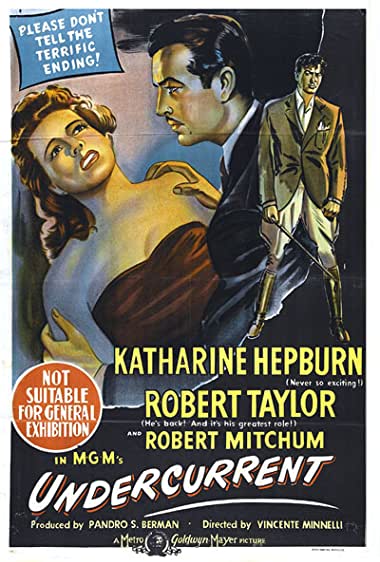 PLEASE DON'T
TELL THE
TERRIFIC
ENDING!
KATHARINE HEPBURN
(Never so exciting!)
ROBERT TAYLOR
(He's back! And it's his greatest role!)
AND ROBERT MITCHUM
NOT
SUITABLE
FOR GENERAL
EXHIBITION
IN MGM's
UNDERCURRENT
Produced by PANDRO S. BERMAN Directed by VINCENTE MINNELLI
A Metro Goldwyn Mayer PICTURE